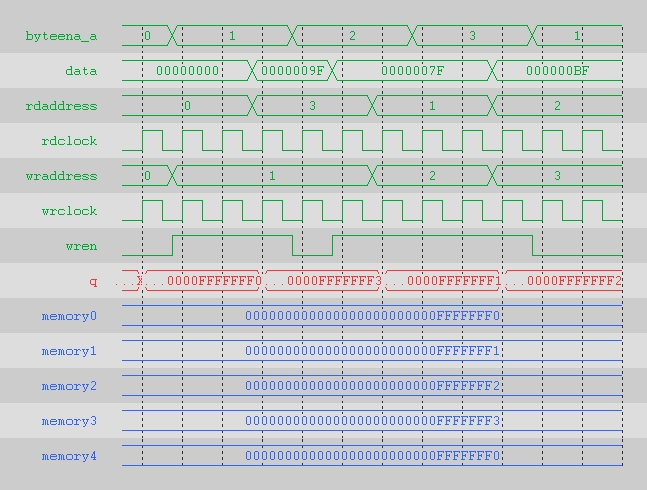 byteena_a 0 1 2 3 1
data 00000000 0000009F 0000007F 000000BF
rdaddress 0 3 1 2
rdclock
wraddress 0 1 2 3
wrclock
wren
q ...X ...0000FFFFFFF0 ...0000FFFFFFF3 ...0000FFFFFFF1 ...0000FFFFFFF2
memory0 000000000000000000000000FFFFFFF0
memory1 000000000000000000000000FFFFFFF1
memory2 000000000000000000000000FFFFFFF2
memory3 000000000000000000000000FFFFFFF3
memory4 000000000000000000000000FFFFFFF0